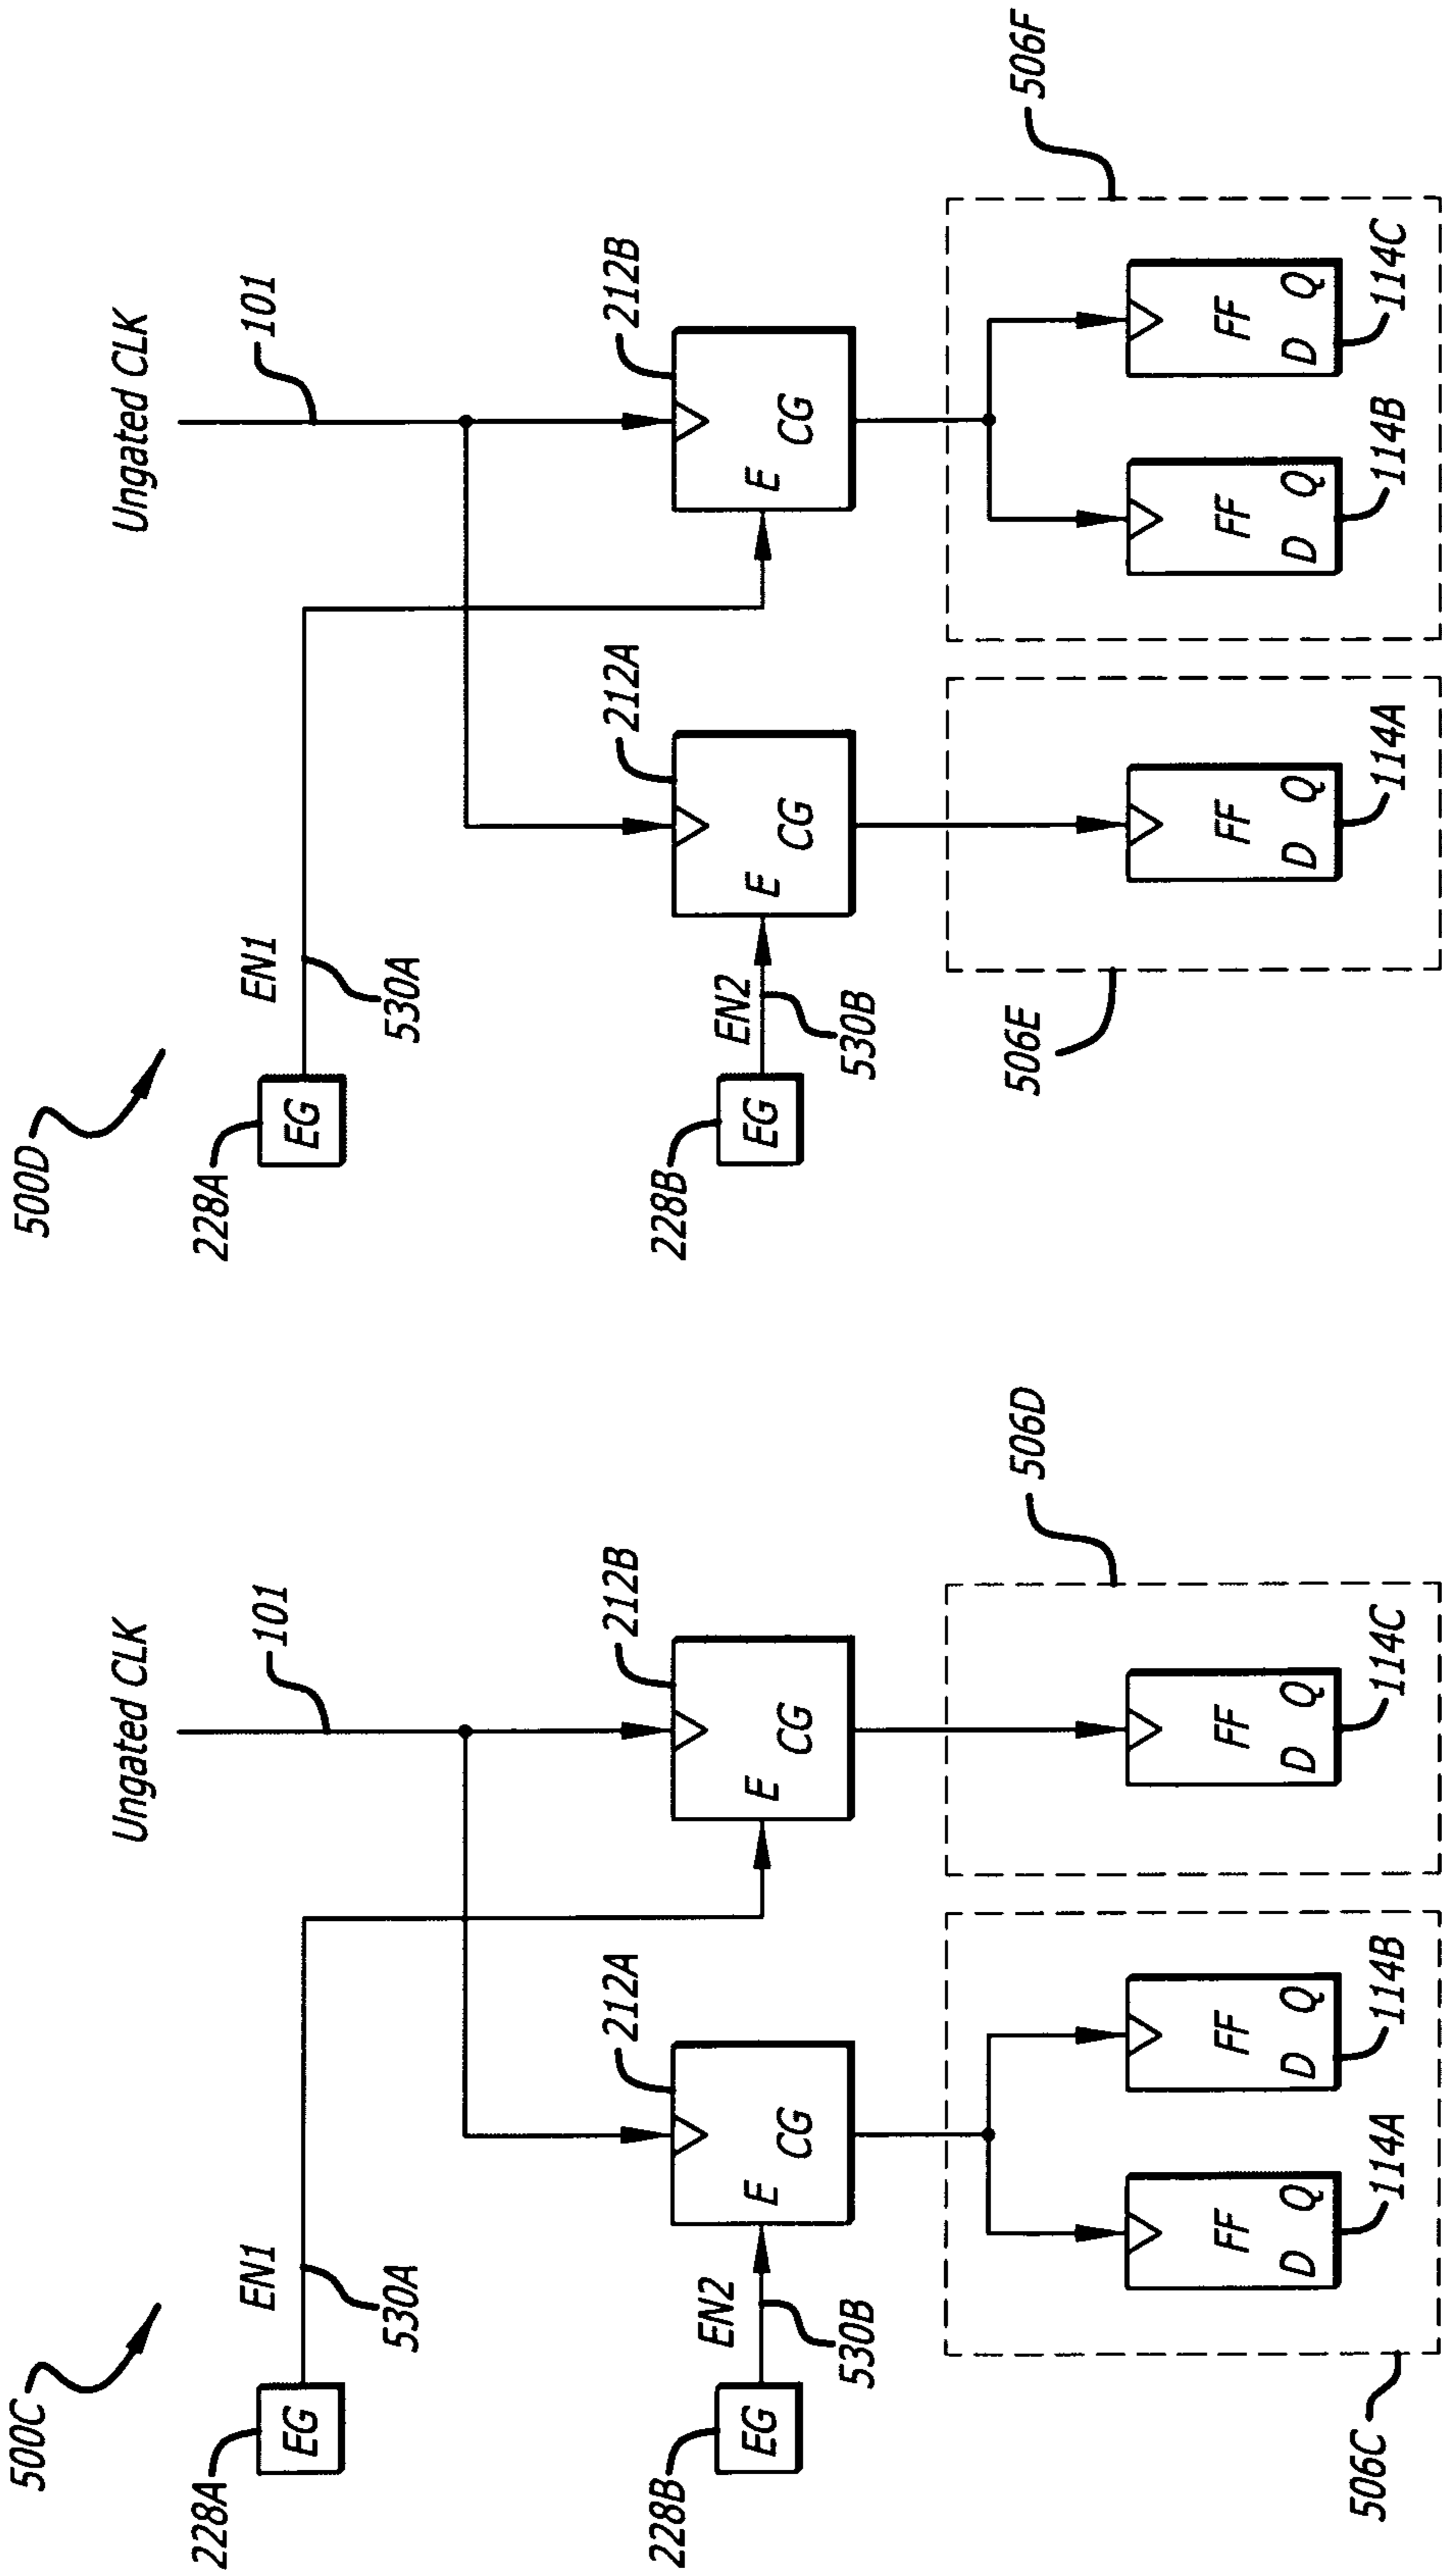 500C
Ungated CLK
101
EN1
228A
EG
530A
212A
212B
EN2
E
CG
E
CG
228B
EG
530B
506D
FF
D Q
FF
D Q
FF
D Q
506C
114A
114B
114C
500D
Ungated CLK
101
EN1
228A
EG
530A
212A
212B
EN2
E
CG
E
CG
228B
EG
530B
506F
506E
FF
D Q
FF
D Q
FF
D Q
114A
114B
114C